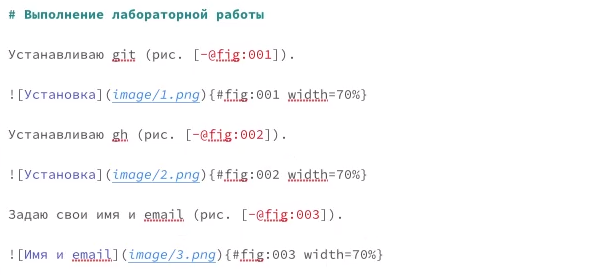 # Выполнение лабораторной работы
Устанавливаю git (рис. [-@fig:001]).
![Установка](image/1.png){#fig:001 width=70%}
Устанавливаю gh (рис. [-@fig:002]).
![Установка](image/2.png){#fig:002 width=70%}
Задаю свои имя и email (рис. [-@fig:003]).
![Имя и email](image/3.png){#fig:003 width=70%}